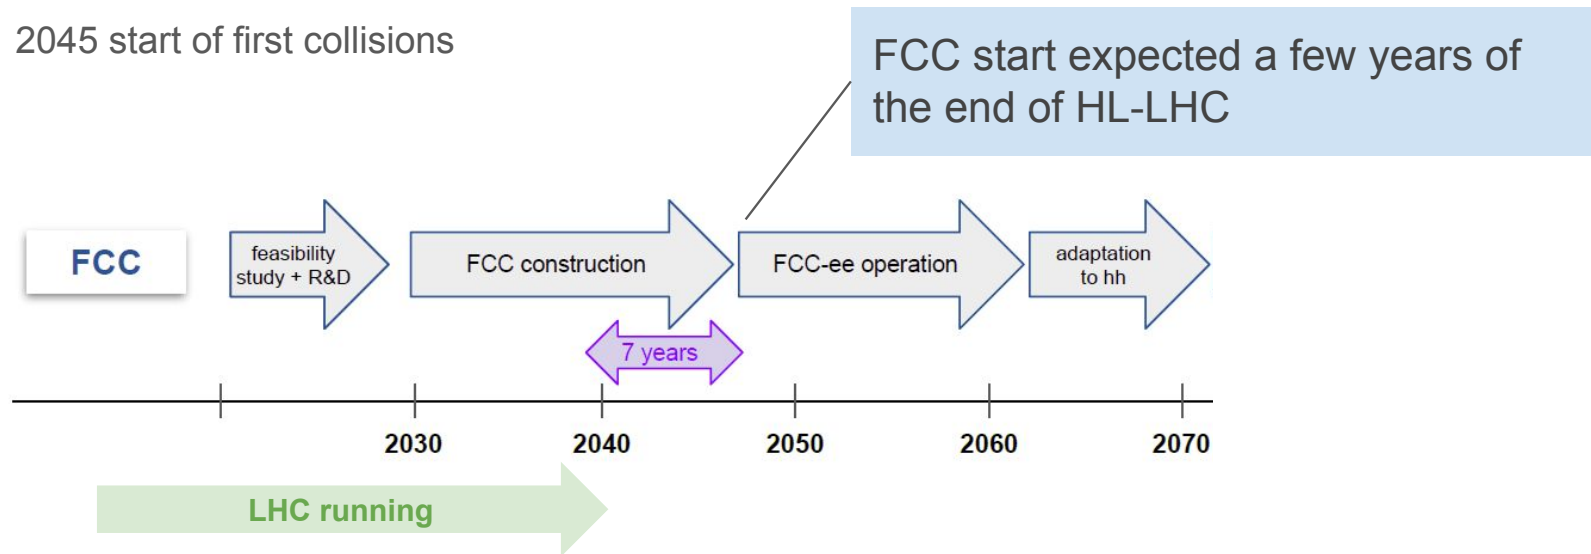 2045 start of first collisions
FCC start expected a few years of
the end of HL-LHC
FCC
feasibility
study + R&D
FCC construction
FCC-ee operation
adaptation
to hh
7 years
2030
2040
2050
2060
2070
LHC running